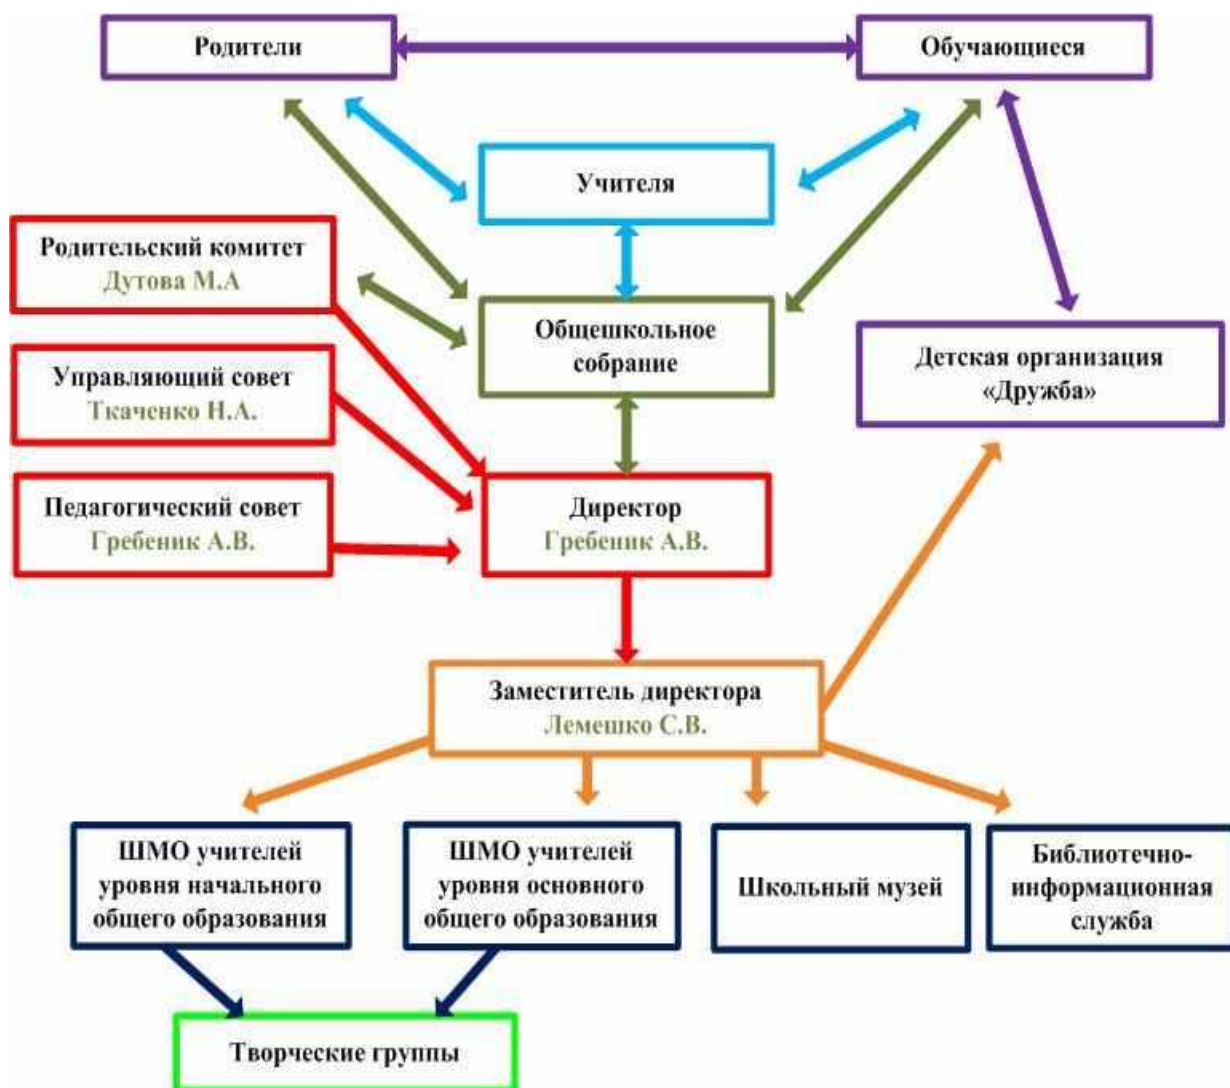 Родители
Обучающиеся
Учителя
Родительский комитет
Дутова М.А
Общешкольное
собрание
Детская организация
«Дружба»
Управляющий совет
Ткаченко Н.А.
Педагогический совет
Гребеник А.В.
Директор
Гребеник А.В.
Заместитель директора
Лемешко С.В.
ШМО учителей
уровня начального
общего образования
ШМО учителей
уровня основного
общего образования
Школьный музей
Библиотечно-
информационная
служба
Творческие группы